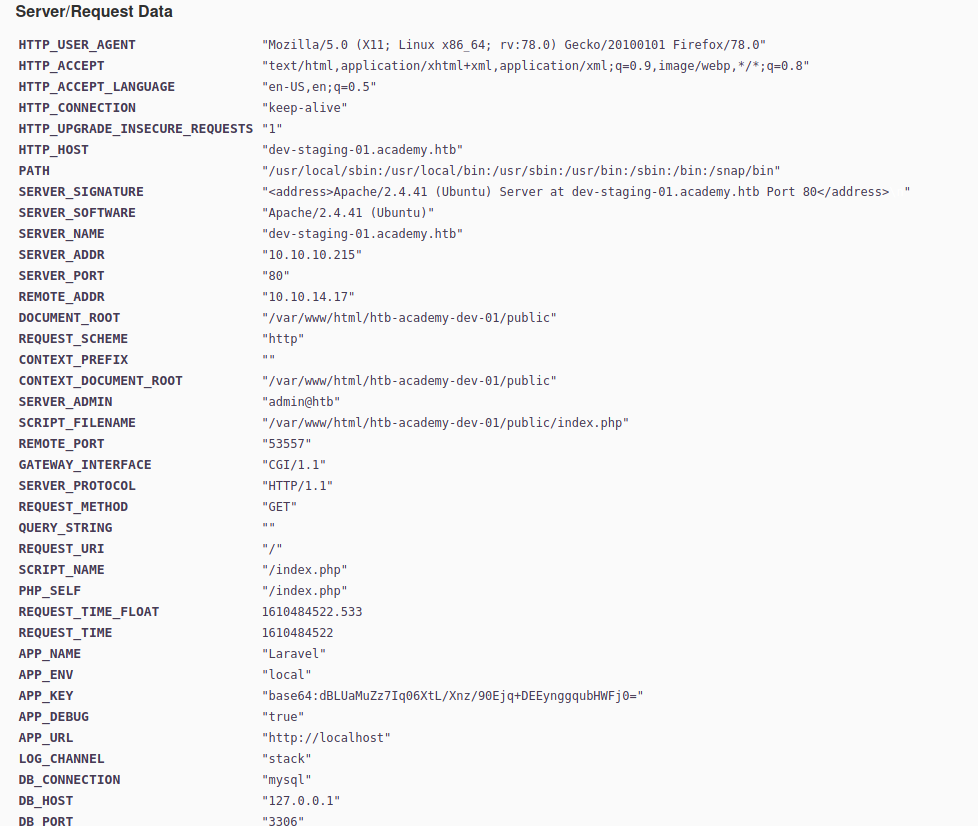 Server/Request Data
HTTP_USER_AGENT "Mozilla/5.0 (X11; Linux x86_64; rv:78.0) Gecko/20100101 Firefox/78.0"
HTTP_ACCEPT "text/html,application/xhtml+xml,application/xml;q=0.9,image/webp,*/*;q=0.8"
HTTP_ACCEPT_LANGUAGE "en-US,en;q=0.5"
HTTP_CONNECTION "keep-alive"
HTTP_UPGRADE_INSECURE_REQUESTS "1"
HTTP_HOST "dev-staging-01.academy.htb"
PATH "/usr/local/sbin:/usr/local/bin:/usr/sbin:/usr/bin:/sbin:/bin:/snap/bin"
SERVER_SIGNATURE "<address>Apache/2.4.41 (Ubuntu) Server at dev-staging-01.academy.htb Port 80</address> "
SERVER_SOFTWARE "Apache/2.4.41 (Ubuntu)"
SERVER_NAME "dev-staging-01.academy.htb"
SERVER_ADDR "10.10.10.215"
SERVER_PORT "80"
REMOTE_ADDR "10.10.14.17"
DOCUMENT_ROOT "/var/www/html/htb-academy-dev-01/public"
REQUEST_SCHEME "http"
CONTEXT_PREFIX ""
CONTEXT_DOCUMENT_ROOT "/var/www/html/htb-academy-dev-01/public"
SERVER_ADMIN "admin@htb"
SCRIPT_FILENAME "/var/www/html/htb-academy-dev-01/public/index.php"
REMOTE_PORT "53557"
GATEWAY_INTERFACE "CGI/1.1"
SERVER_PROTOCOL "HTTP/1.1"
REQUEST_METHOD "GET"
QUERY_STRING ""
REQUEST_URI "/"
SCRIPT_NAME "/index.php"
PHP_SELF "/index.php"
REQUEST_TIME_FLOAT 1610484522.533
REQUEST_TIME 1610484522
APP_NAME "Laravel"
APP_ENV "local"
APP_KEY "base64:dBLUaMuZz7Iq06XtL/Xnz/90Ejq+DEEynggqubHWFj0="
APP_DEBUG "true"
APP_URL "http://localhost"
LOG_CHANNEL "stack"
DB_CONNECTION "mysql"
DB_HOST "127.0.0.1"
DB_PORT "3306"